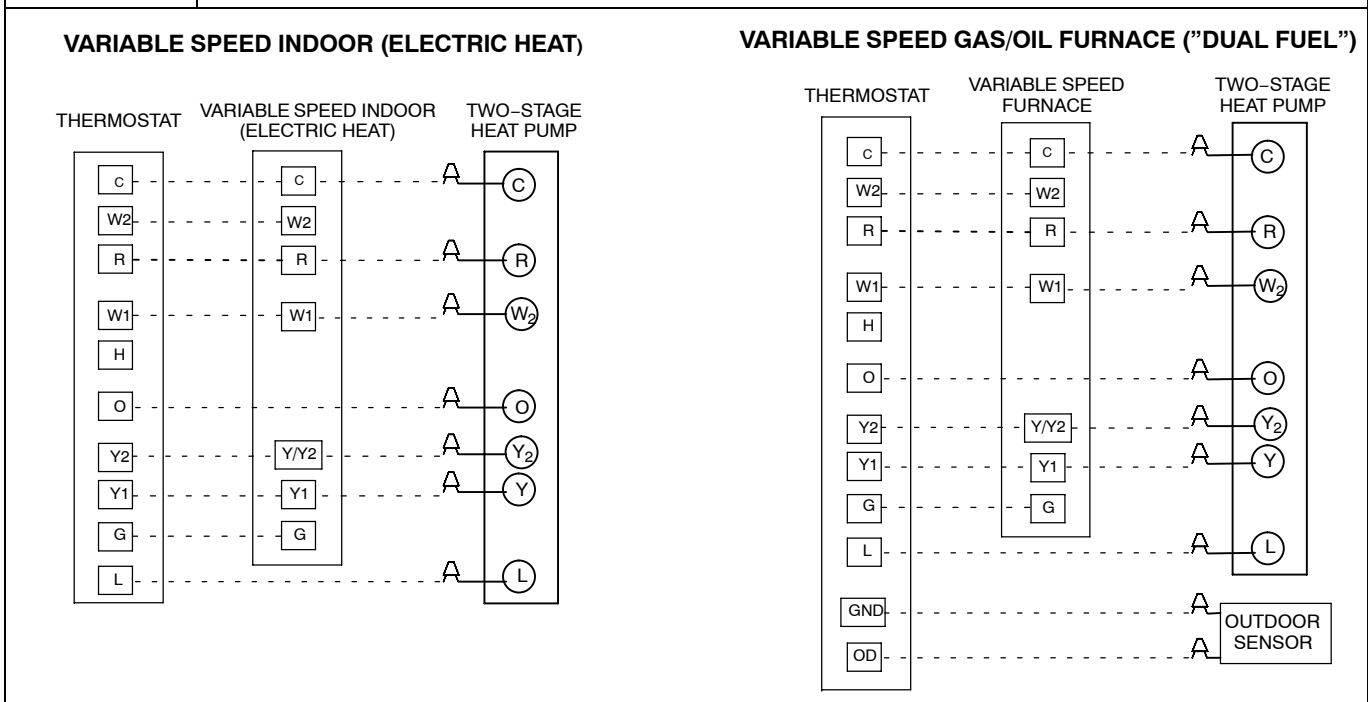 VARIABLE SPEED INDOOR (ELECTRIC HEAT)
THERMOSTAT
VARIABLE SPEED INDOOR
(ELECTRIC HEAT)
TWO−STAGE
HEAT PUMP
C C C
W2 W2
R R R
W1 W1 W2
H
O O
Y2 Y/Y2 Y2
Y1 Y1 Y
G G
L L
VARIABLE SPEED GAS/OIL FURNACE (”DUAL FUEL”)
THERMOSTAT
VARIABLE SPEED
FURNACE
TWO−STAGE
HEAT PUMP
C C C
W2 W2
R R R
W1 W1 W2
H
O O
Y2 Y/Y2 Y2
Y1 Y1 Y
G G
L L
GND
OD
OUTDOOR
SENSOR